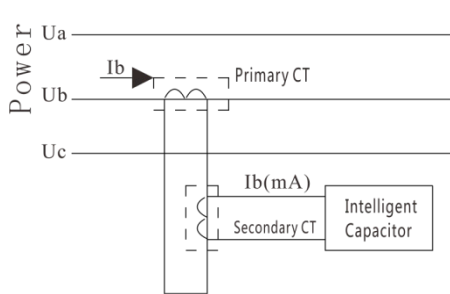 Power
Ua
Ib
Primary CT
Ub
Uc
Ib(mA)
Secondary CT
Intelligent
Capacitor